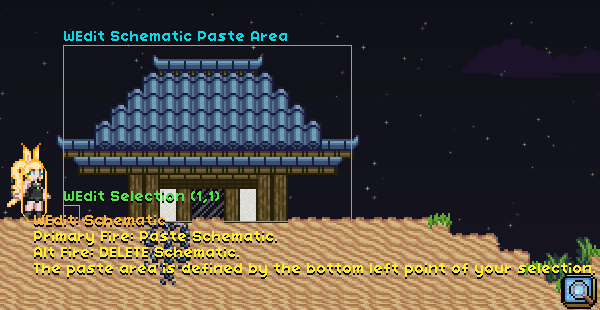 WEdit Schematic Paste Area
WEdit Selection (1,1)
WEdit: Schematic
Primary Fire: Paste Schematic.
Alt Fire: DELETE Schematic.
The paste area is defined by the bottom left point of your selection.